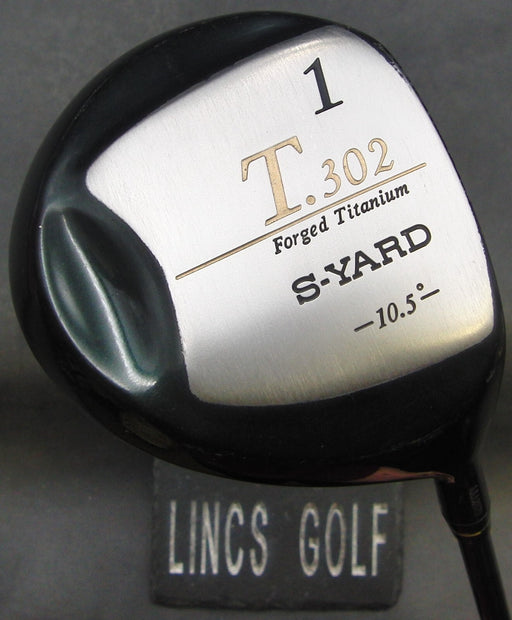 1
T.302
Forged Titanium
S-YARD
-10.5°-
LINCS GOLF